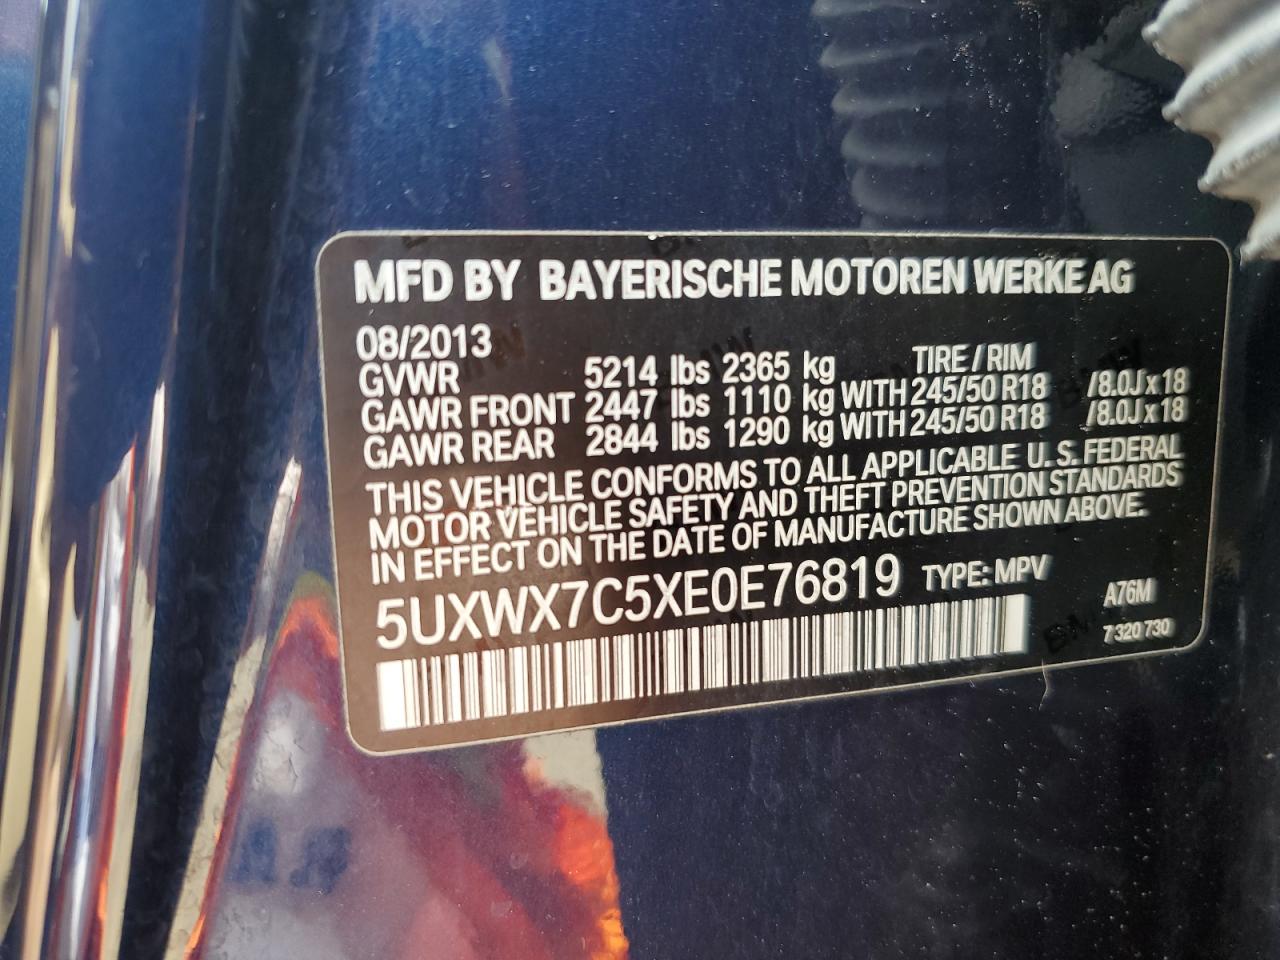 MFD BY BAYERISCHE MOTOREN WERKE AG
08/2013
GVWR 5214 lbs 2365 kg TIRE / RIM
GAWR FRONT 2447 lbs 1110 kg WITH 245/50 R18 /8.0J x 18
GAWR REAR 2844 lbs 1290 kg WITH 245/50 R18 /8.0J x 18
THIS VEHICLE CONFORMS TO ALL APPLICABLE U.S. FEDERAL
MOTOR VEHICLE SAFETY AND THEFT PREVENTION STANDARDS
IN EFFECT ON THE DATE OF MANUFACTURE SHOWN ABOVE.
5UXWX7C5XE0E76819 TYPE: MPV A76M
7 320 730